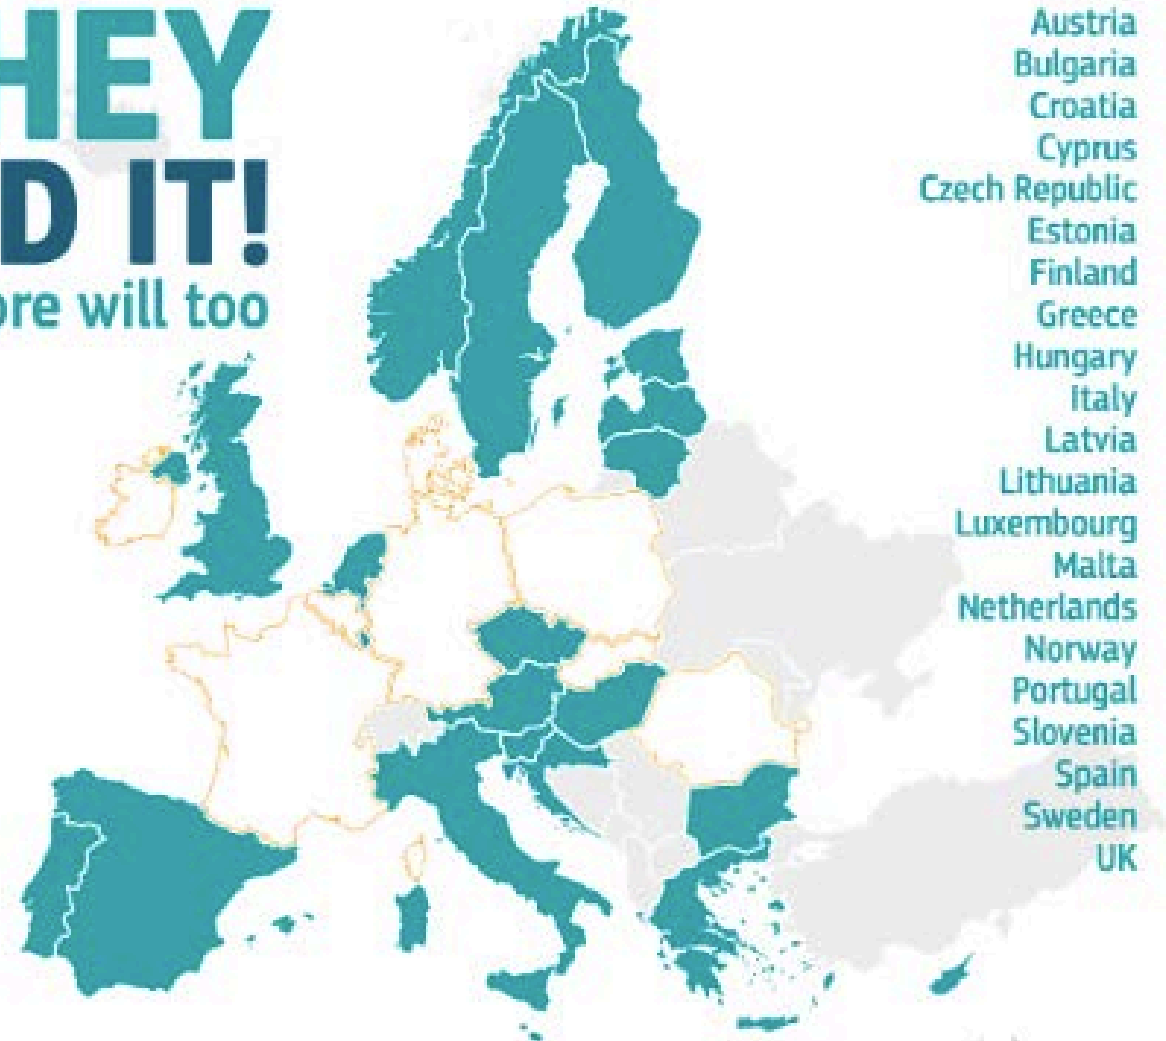 HEY
D IT!
ore will too
Austria
Bulgaria
Croatia
Cyprus
Czech Republic
Estonia
Finland
Greece
Hungary
Italy
Latvia
Lithuania
Luxembourg
Malta
Netherlands
Norway
Portugal
Slovenia
Spain
Sweden
UK